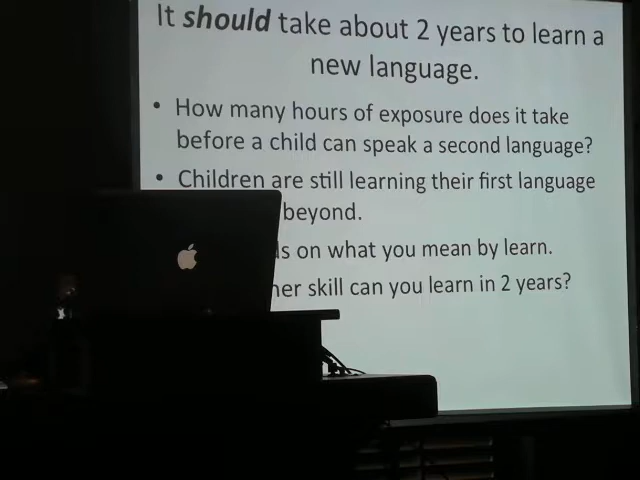 It should take about 2 years to learn a
new language.
• How many hours of exposure does it take
before a child can speak a second language?
• Children are still learning their first language
beyond.
on what you mean by learn.
skill can you learn in 2 years?